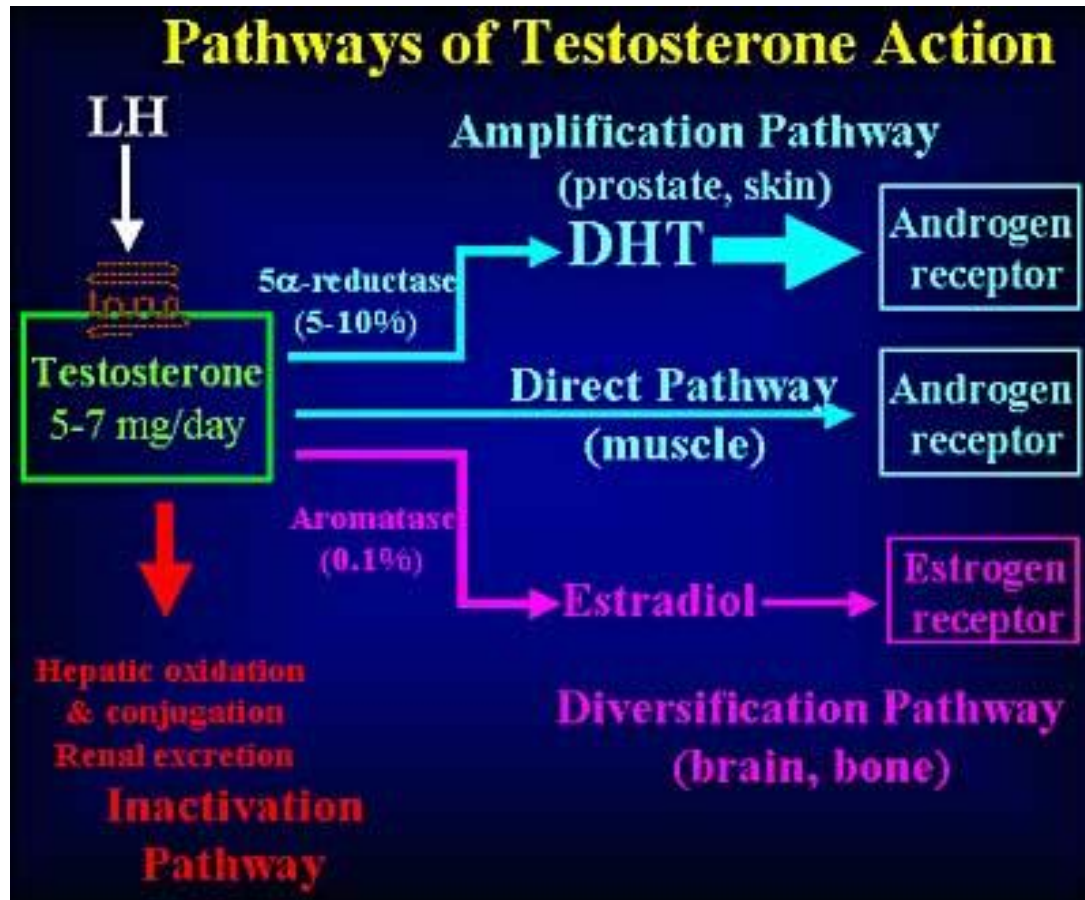 Pathways of Testosterone Action
LH
Amplification Pathway
(prostate, skin)
DHT
Androgen
receptor
5α-reductase
(5-10%)
Testosterone
5-7 mg/day
Direct Pathway
(muscle)
Androgen
receptor
Aromatase
(0.1%)
Estradiol
Estrogen
receptor
Diversification Pathway
(brain, bone)
Hepatic oxidation
& conjugation
Renal excretion
Inactivation
Pathway